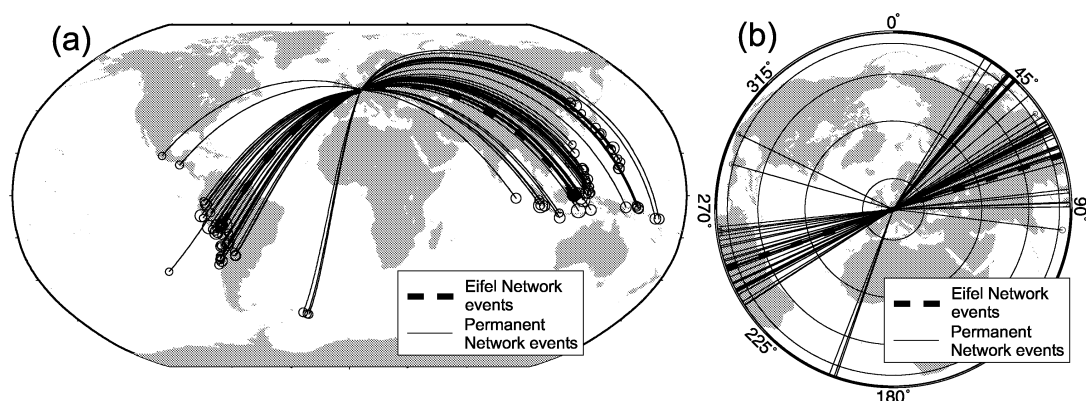 (a)
Eifel Network
events
Permanent
Network events
(b)
0°
45°
90°
180°
225°
270°
315°
Eifel Network
events
Permanent
Network events